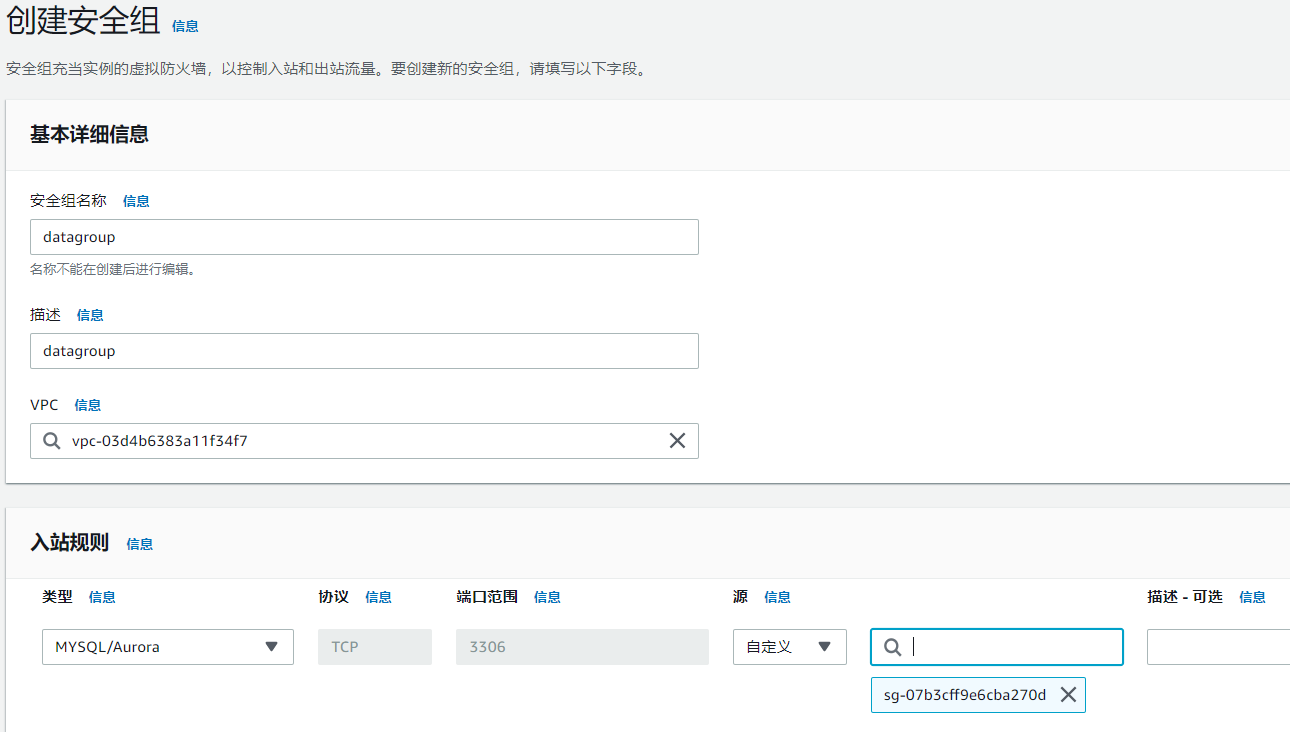 创建安全组 信息
安全组充当实例的虚拟防火墙，以控制入站和出站流量。要创建新的安全组，请填写以下字段。
基本详细信息
安全组名称 信息
datagroup
名称不能在创建后进行编辑。
描述 信息
datagroup
VPC 信息
vpc-03d4b6383a11f34f7
入站规则 信息
类型 信息 协议 信息 端口范围 信息 源 信息 描述 - 可选 信息
MYSQL/Aurora TCP 3306 自定义
sg-07b3cff9e6cba270d